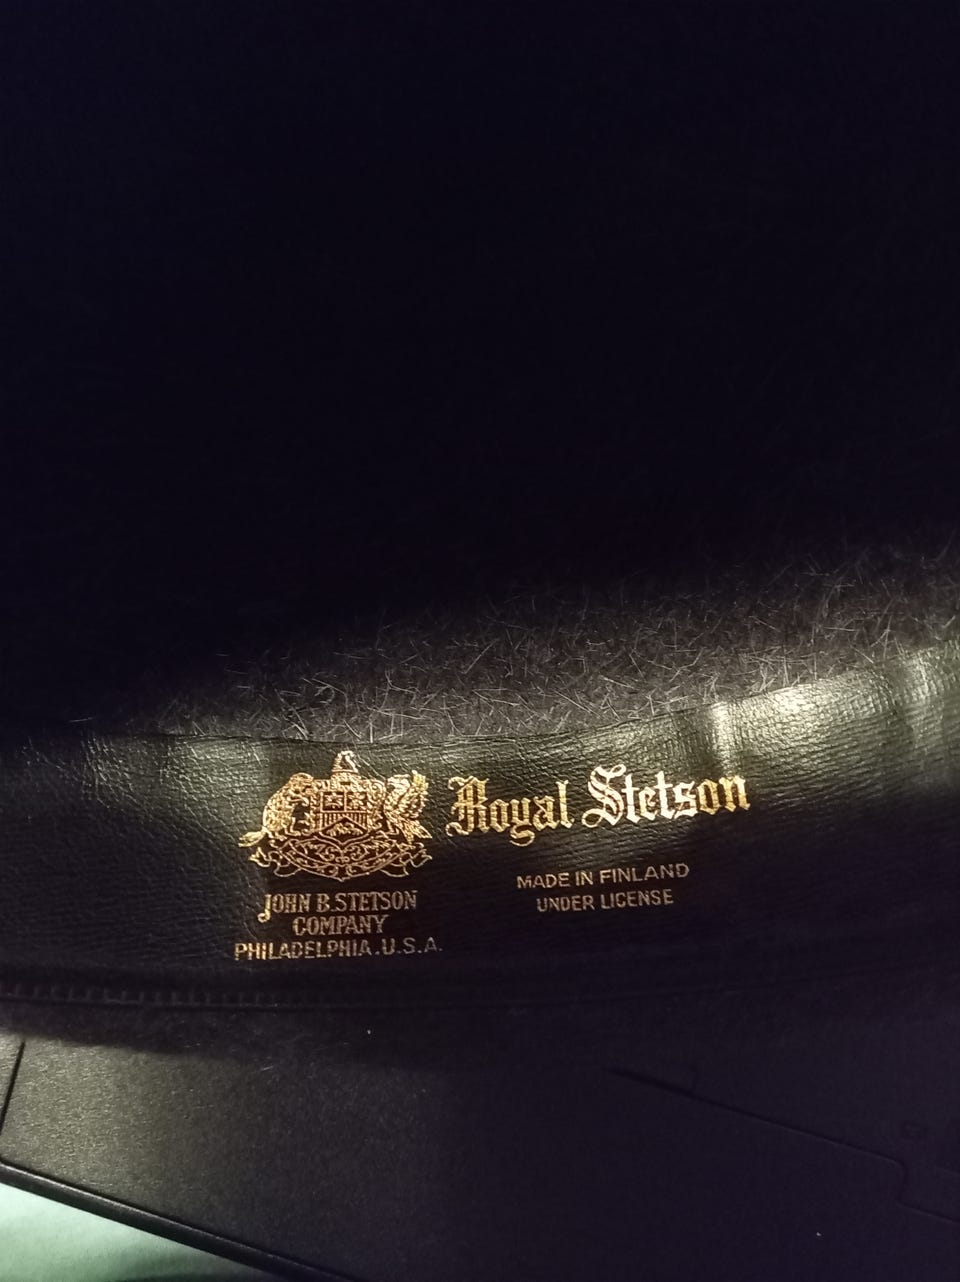 Royal Stetson
MADE IN FINLAND
UNDER LICENSE
JOHN B. STETSON
COMPANY
PHILADELPHIA. U.S.A.